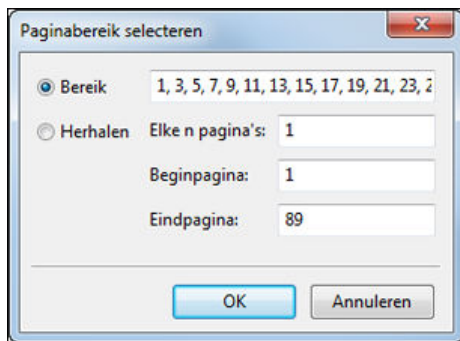 Paginabereik selecteren
Bereik 1, 3, 5, 7, 9, 11, 13, 15, 17, 19, 21, 23,
Herhalen Elke n pagina's: 1
Beginpagina: 1
Eindpagina: 89
OK Annuleren